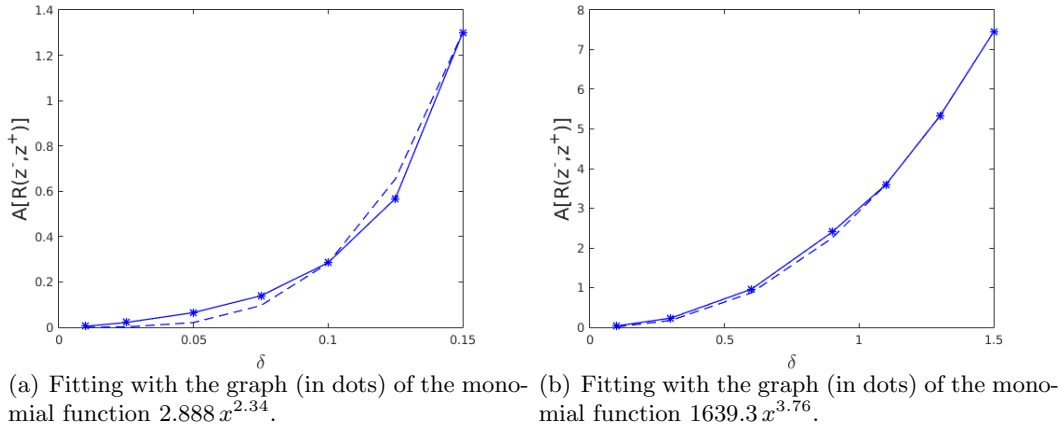 1.4
1.2
1
0.8
0.6
0.4
0.2
0
A[R(z⁻,z⁺)]
0 0.05 0.1 0.15
δ
8
7
6
5
4
3
2
1
0
A[R(z⁻,z⁺)]
0 0.5 1 1.5
δ
(a) Fitting with the graph (in dots) of the mono-
mial function 2.888 x^{2.34}.
(b) Fitting with the graph (in dots) of the mono-
mial function 1639.3 x^{3.76}.